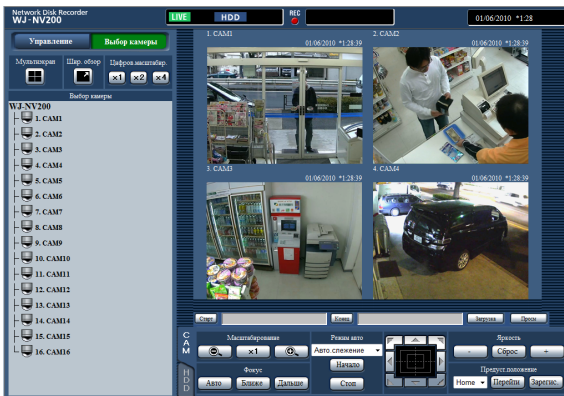 Network Disk Recorder
WJ-NV200
LIVE HDD
REC
01/06/2010 *1:28
Управление Выбор камеры
Мультиэкран Шир. обзор Цифров.масштабир.
x1 x2 x4
Выбор камеры
WJ-NV200
1. CAM1
2. CAM2
3. CAM3
4. CAM4
5. CAM5
6. CAM6
7. CAM7
8. CAM8
9. CAM9
10. CAM10
11. CAM11
12. CAM12
13. CAM13
14. CAM14
15. CAM15
16. CAM16
1. CAM1
01/06/2010 *1:28:39
2. CAM2
01/06/2010 *1:28:39
3. CAM3
01/06/2010 *1:28:39
4. CAM4
01/06/2010 *1:28:39
Старт Конец Загрузка Просм
CAM
HDD
Масштабирование
x1
Фокус
Авто Ближе Дальше
Режим авто
Авто слежение
Начало
Стоп
Яркость
- Сброс +
Предуст.положение
Home Перейти Зарегис.